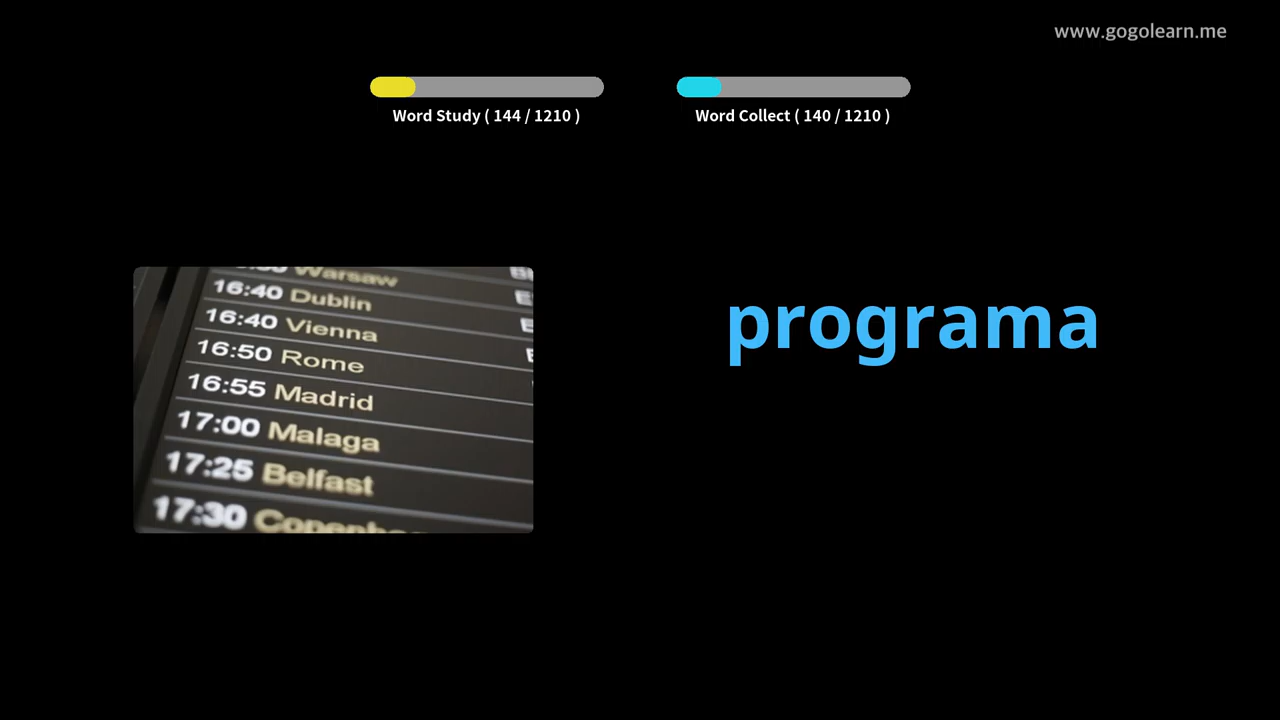 www.gogolearn.me
Word Study ( 144 / 1210 )
Word Collect ( 140 / 1210 )
Warsaw
16:40 Dublin
16:40 Vienna
16:50 Rome
16:55 Madrid
17:00 Malaga
17:25 Belfast
17:30
programa